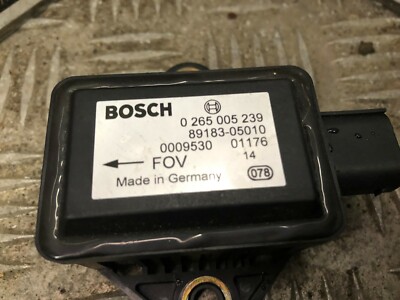 BOSCH
0 265 005 239
89183-05010
0009530 01176
← FOV 14
Made in Germany 078